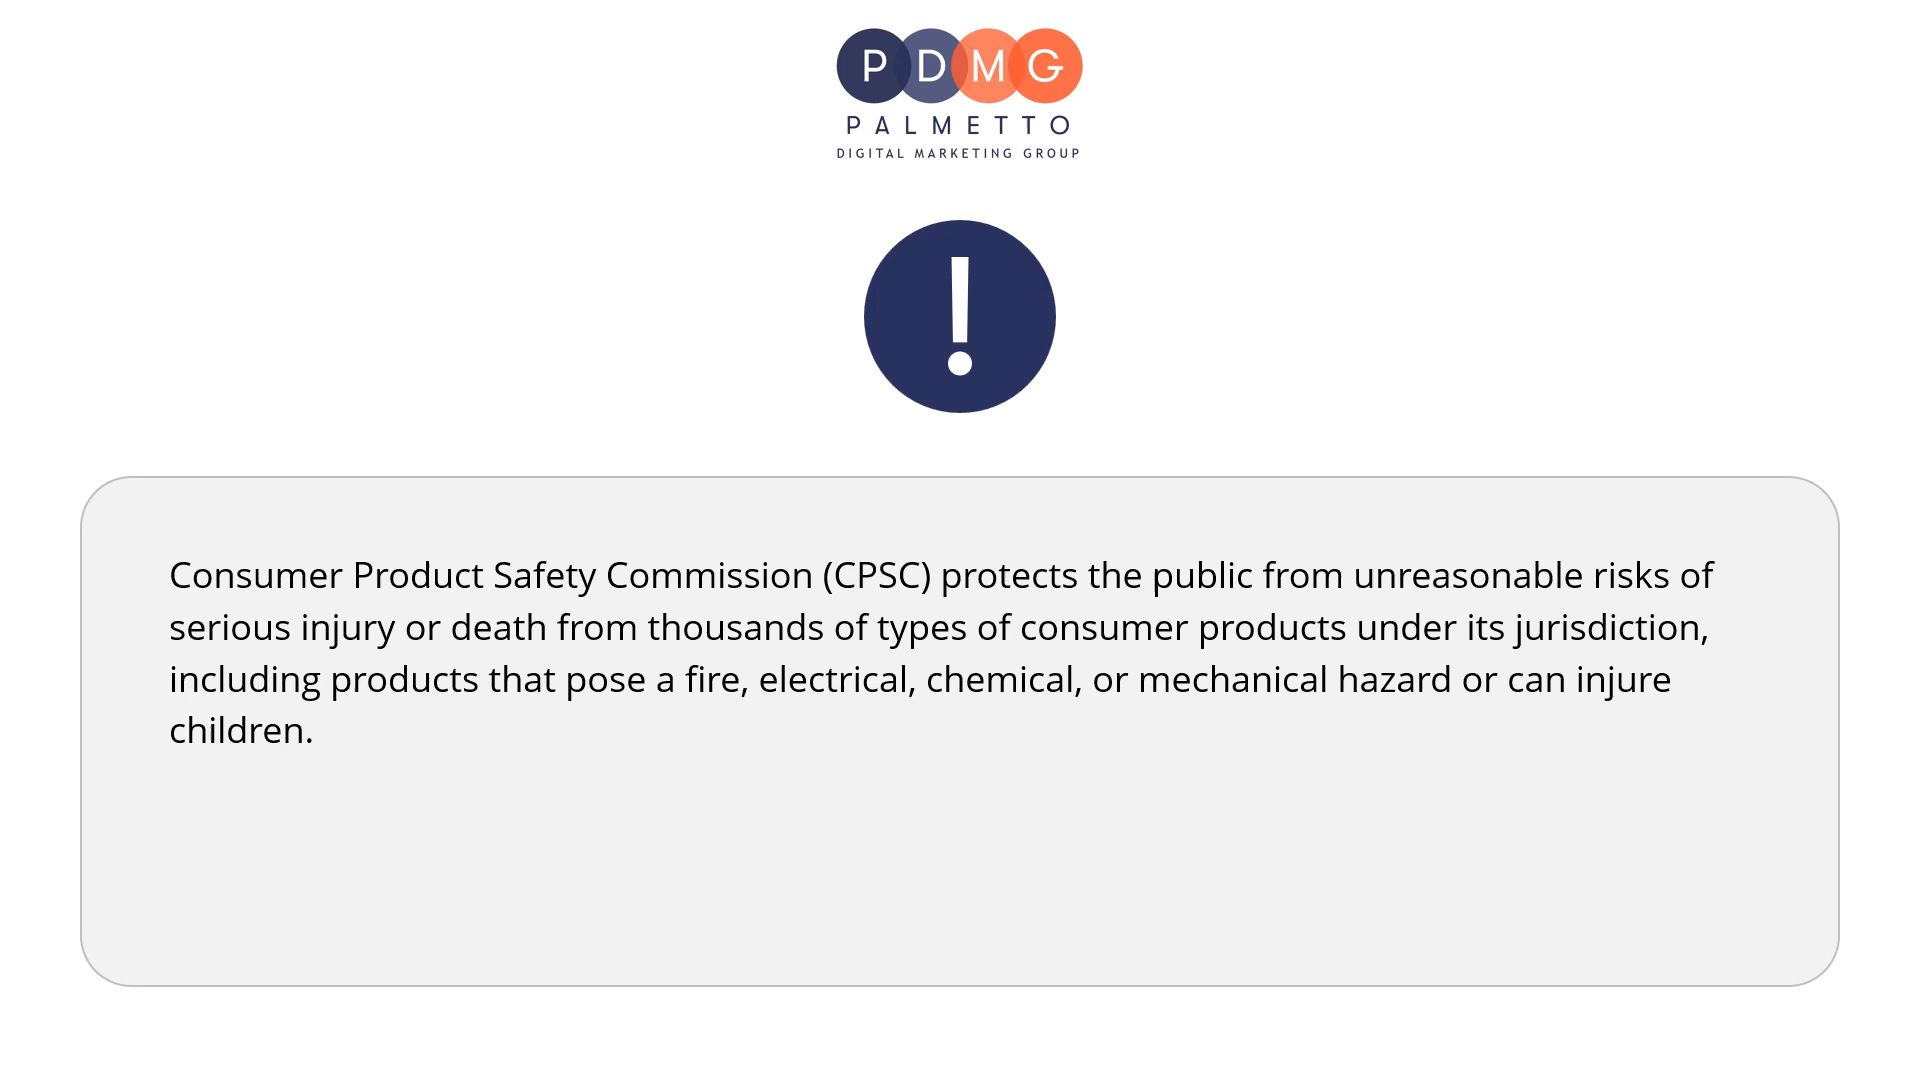 P D M G
PALMETTO
DIGITAL MARKETING GROUP
!
Consumer Product Safety Commission (CPSC) protects the public from unreasonable risks of
serious injury or death from thousands of types of consumer products under its jurisdiction,
including products that pose a fire, electrical, chemical, or mechanical hazard or can injure
children.